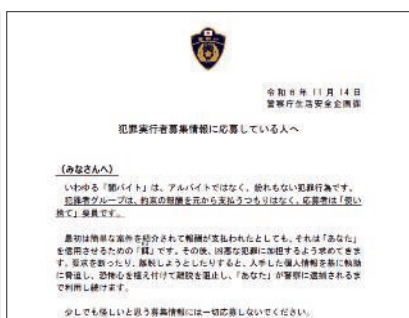 令和6年11月14日
警察庁生活安全企画課
犯罪実行者募集情報に応募している人へ
（みなさんへ）
いわゆる「闇バイト」は、アルバイトではなく、紛れもない犯罪行為です。
犯罪者グループは、約束の報酬を元から支払うつもりはなく、応募者は「使い
捨て」要員です。
最初は簡単な案件を紹介されて報酬が支払われたとしても、それは「あなた」
を信用させるための「餌」です。その後、凶悪な犯罪に加担するよう求めてきま
す。要求を断ったり、離脱しようとしたりすると、入手した個人情報を基に執拗
に脅迫し、恐怖心を植え付けて離脱を阻止し、「あなた」が警察に逮捕されるま
で利用し続けます。
少しでも怪しいと思う募集情報には一切応募しないでください。